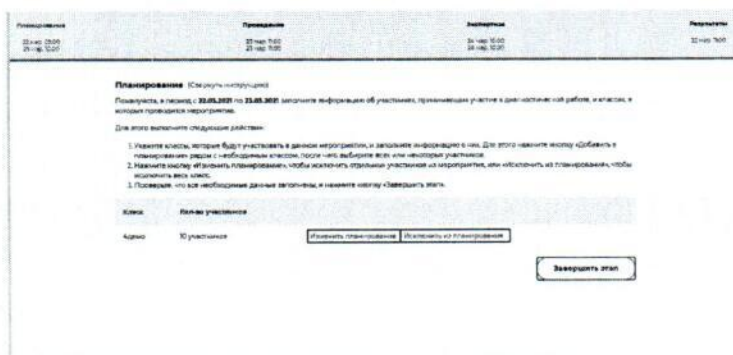 Планирование Проведение Экспертиза Результаты
Планирование (Свернуть инструкцию)
Пожалуйста, в период с 22.03.2021 по 23.03.2021 заполните информацию об участниках, принимающих участие в диагностической работе, и классах, в
которых проводится мероприятие.
Для этого выполните следующие действия:
1. Укажите классы, которые будут участвовать в данном мероприятии, и заполните информацию о них. Для этого нажмите кнопку «Добавить в
планирование» рядом с необходимым классом, после чего выберите всех или некоторых участников.
2. Нажмите кнопку «Изменить планирование», чтобы исключить отдельных участников из мероприятия, или «Исключить из планирования», чтобы
исключить весь класс.
3. Проверьте, что все необходимые данные заполнены, и нажмите кнопку «Завершить этап».
Класс Кол-во участников
4демо 10 участников Изменить планирование Исключить из планирования
Завершить этап